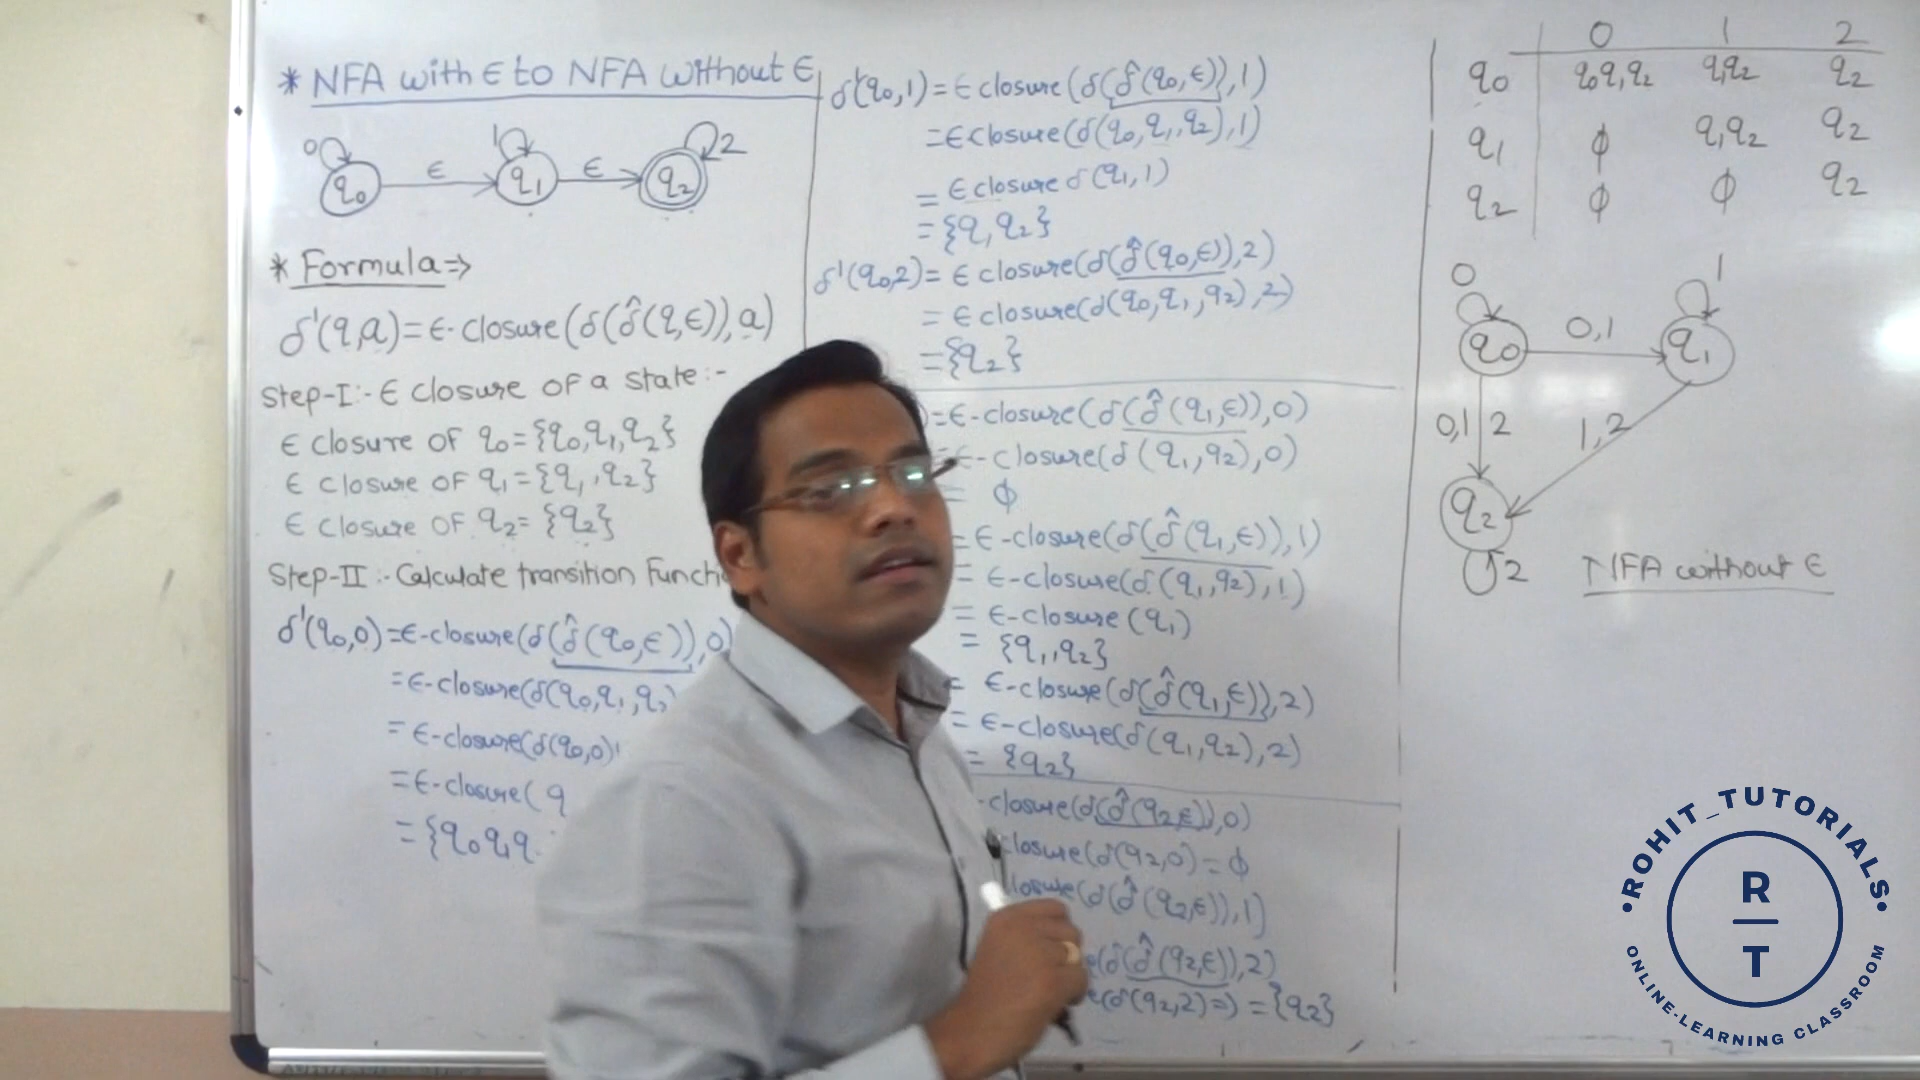 * NFA with ϵ to NFA without ϵ
0 1 2
q0 ϵ q1 ϵ q2
* Formula⇒
δ'(q,a)=ϵ-closure(δ(δ̂(q,ϵ)),a)
Step-I:-ϵ closure of a state:-
ϵ closure of q0={q0,q1,q2}
ϵ closure of q1={q1,q2}
ϵ closure of q2={q2}
Step-II:-Calculate transition
δ'(q0,0)=ϵ-closure(δ(δ̂(q0,ϵ)),0)
=ϵ-closure(δ(q0,q1,q2
=ϵ-closure(δ(q0,0)
=ϵ-closure(q
={q0q1q
δ'(q0,1)=ϵ closure(δ(δ̂(q0,ϵ)),1)
=ϵ closure(δ(q0,q1,q2),1)
=ϵ closure δ(q1,1)
={q1q2}
δ'(q0,2)=ϵ closure(δ(δ̂(q0,ϵ)),2)
=ϵ closure(δ(q0,q1,q2),2)
={q2}
)=ϵ-closure(δ(δ̂(q1,ϵ)),0)
=ϵ-closure(δ(q1,q2),0)
= ϕ
=ϵ-closure(δ(δ̂(q1,ϵ)),1)
=ϵ-closure(δ(q1,q2),1)
=ϵ-closure(q1)
={q1,q2}
=ϵ-closure(δ(δ̂(q1,ϵ)),2)
=ϵ-closure(δ(q1,q2),2)
={q2}
-closure(δ(δ̂(q2,ϵ)),0)
closure(δ(q2,0)=ϕ
closure(δ(δ̂(q2,ϵ)),1)
e(δ(δ̂(q2,ϵ)),2)
e(δ(q2,2)⇒)={q2}
0 1 2
q0 q0q1q2 q1q2 q2
q1 ϕ q1q2 q2
q2 ϕ ϕ q2
0 1
q0 0,1 q1
0,1 2 1,2
q2
2 NFA without ϵ
•ROHIT_TUTORIALS•
R
T
ONLINE-LEARNING CLASSROOM